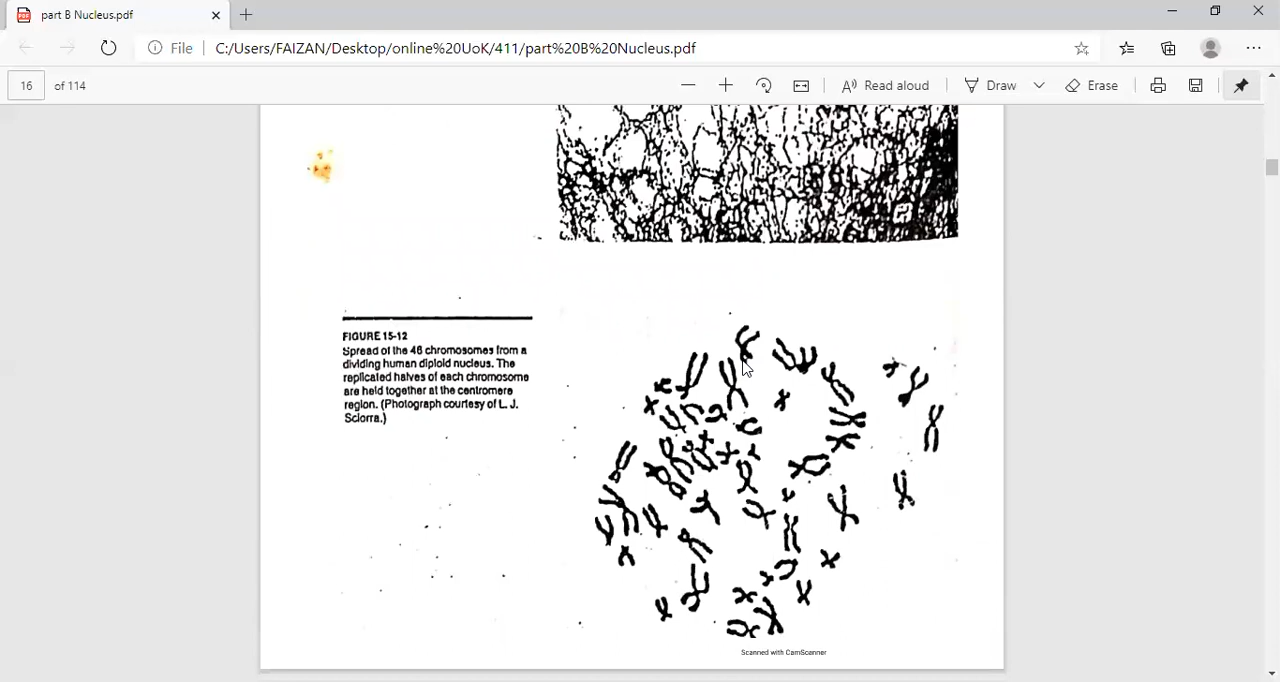 part B Nucleus.pdf
File
C:/Users/FAIZAN/Desktop/online%20UoK/411/part%20B%20Nucleus.pdf
16 of 114
Read aloud
Draw
Erase
FIGURE 15-12
Spread of the 46 chromosomes from a
dividing human diploid nucleus. The
replicated halves of each chromosome
are held together at the centromere
region. (Photograph courtesy of L. J.
Sciorra.)
Scanned with CamScanner